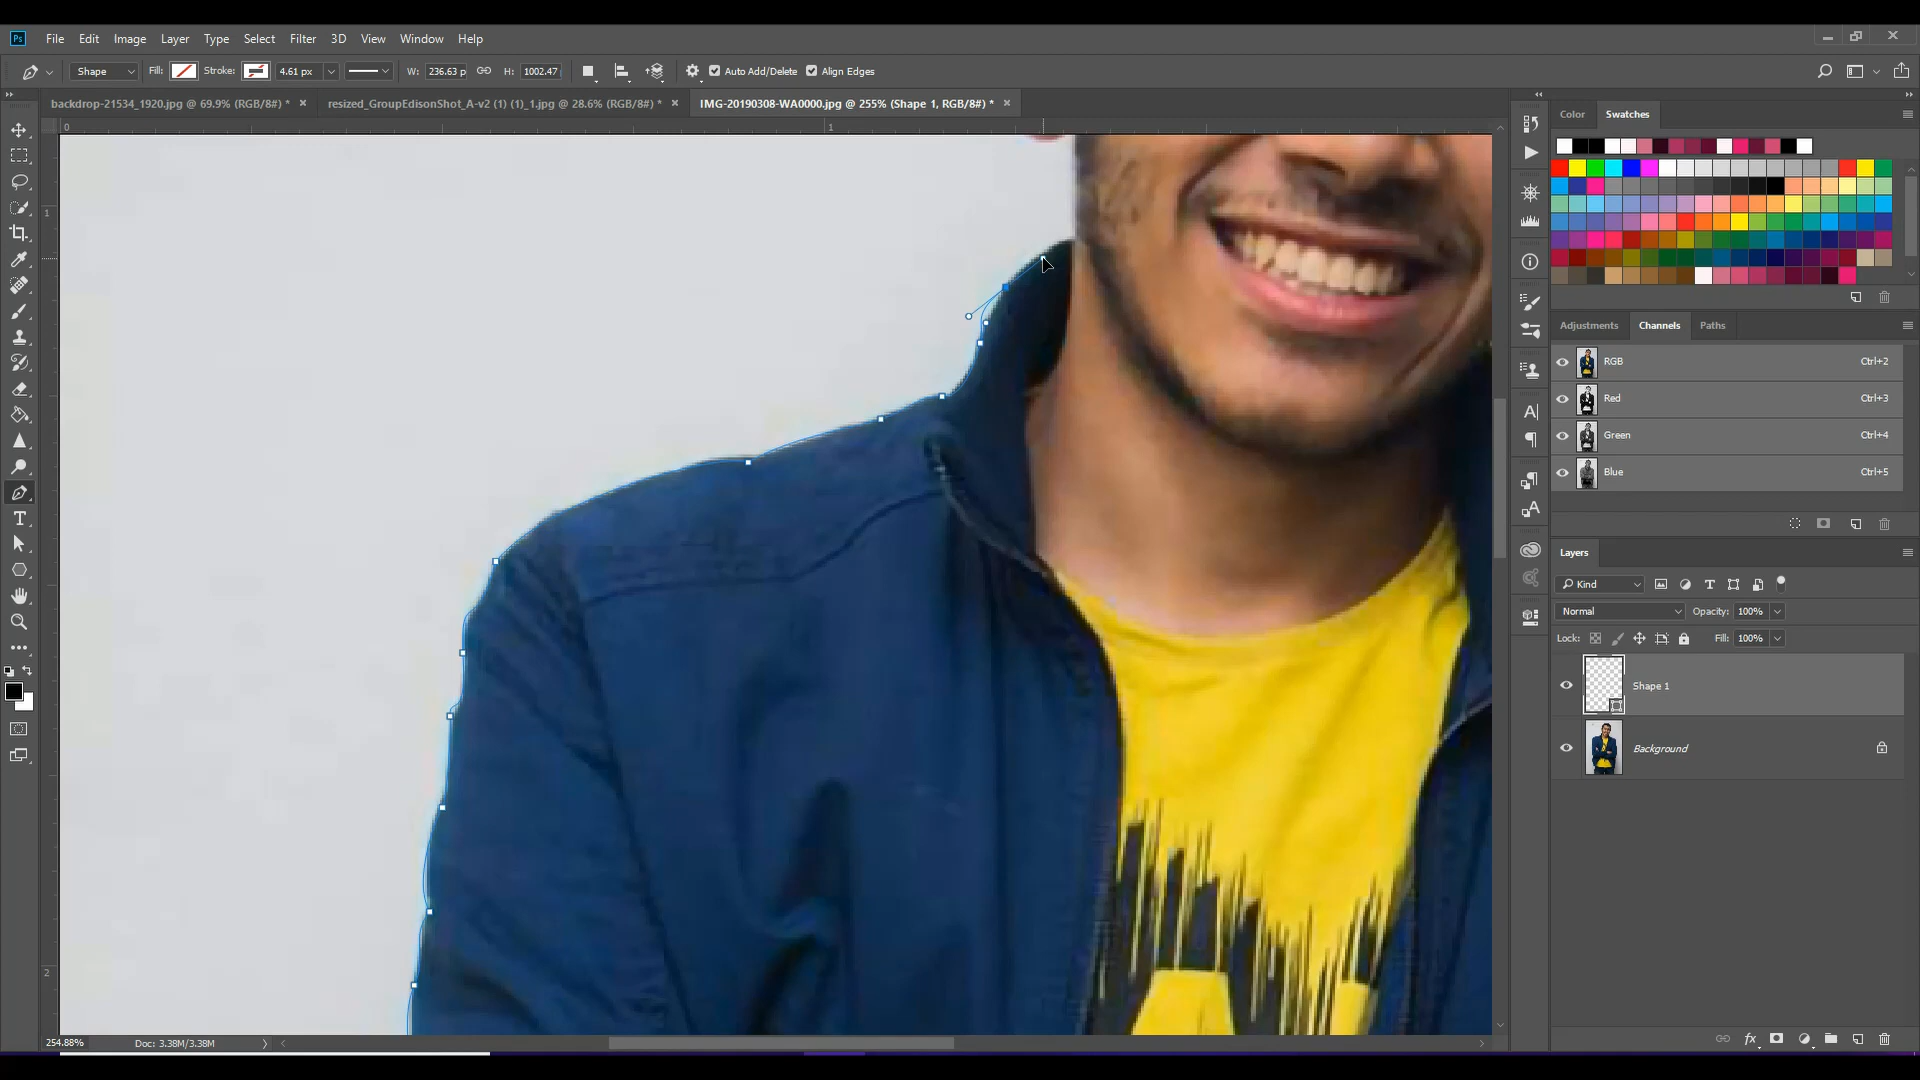 Ps File Edit Image Layer Type Select Filter 3D View Window Help
Shape Fill: Stroke: 4.61 px W: 236.63 p H: 1002.47 Auto Add/Delete Align Edges
backdrop-21534_1920.jpg @ 69.9% (RGB/8#) * × resized_GroupEdisonShot_A-v2 (1) (1)_1.jpg @ 28.6% (RGB/8#) * × IMG-20190308-WA0000.jpg @ 255% (Shape 1, RGB/8#) * ×
0 1
1
2
Color Swatches
Adjustments Channels Paths
RGB Ctrl+2
Red Ctrl+3
Green Ctrl+4
Blue Ctrl+5
Layers
Kind
Normal Opacity: 100%
Lock: Fill: 100%
Shape 1
Background
254.88% Doc: 3.38M/3.38M